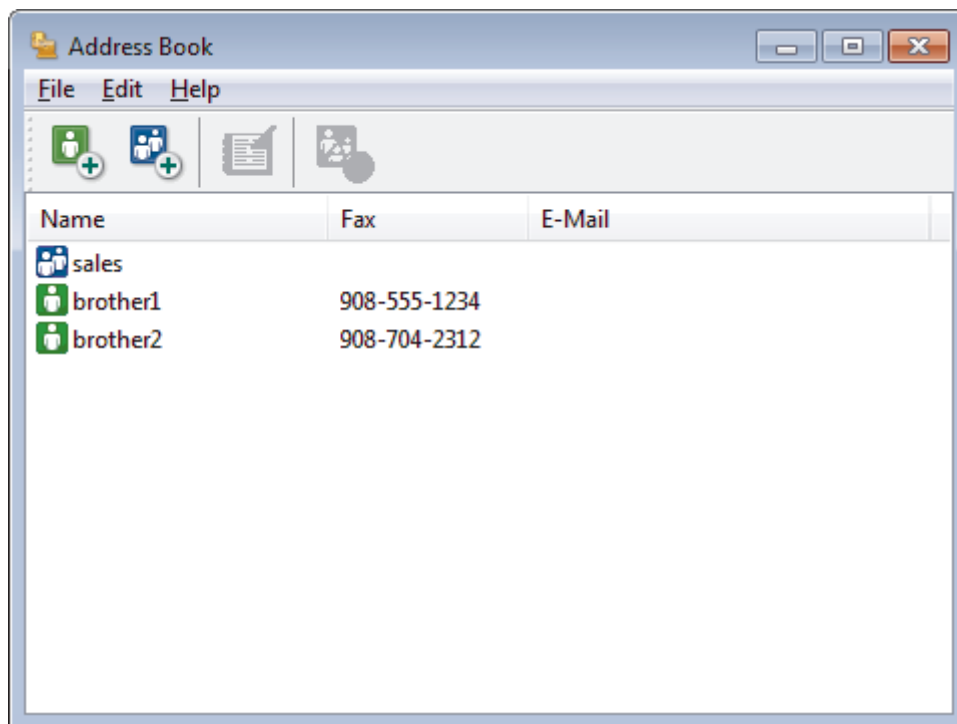 Address Book
File Edit Help
Name Fax E-Mail
sales
brother1 908-555-1234
brother2 908-704-2312